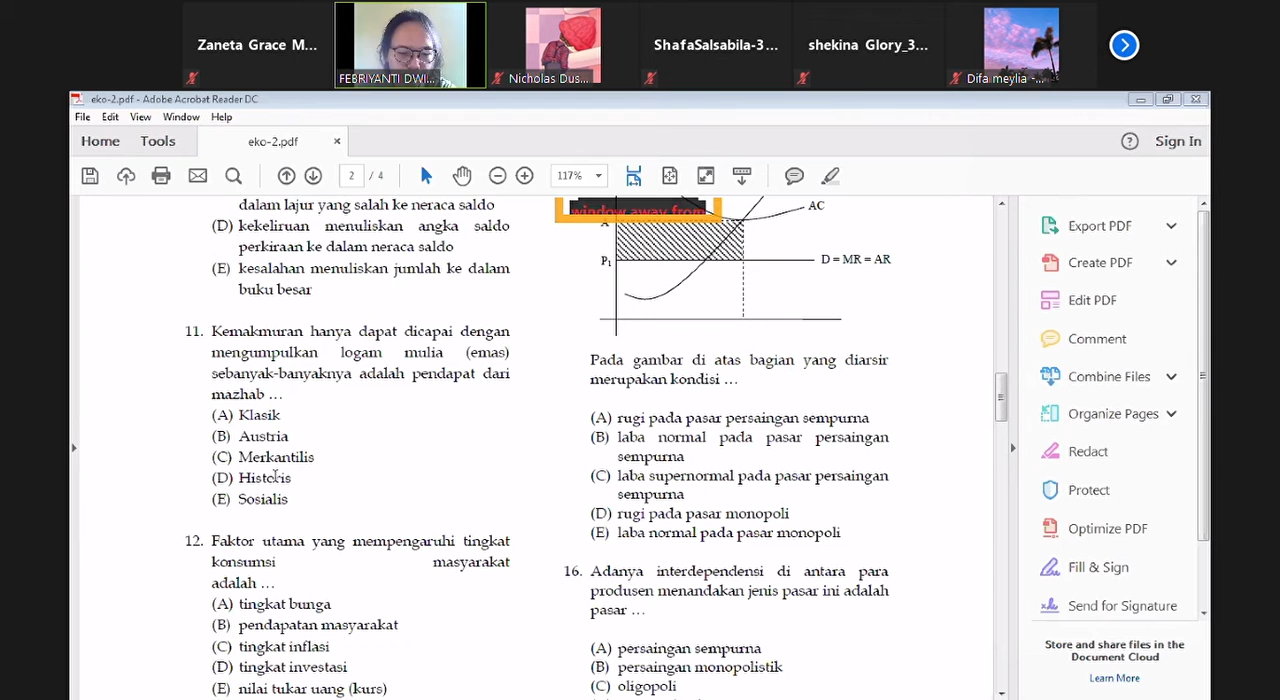 Zaneta Grace M...
FEBRIYANTI DWI...
Nicholas Dus...
ShafaSalsabila-3...
shekina Glory_3...
Difa meylia -...
eko-2.pdf - Adobe Acrobat Reader DC
File Edit View Window Help
Home Tools eko-2.pdf × Sign In
2 / 4 117%
dalam lajur yang salah ke neraca saldo
(D) kekeliruan menuliskan angka saldo
perkiraan ke dalam neraca saldo
(E) kesalahan menuliskan jumlah ke dalam
buku besar
11. Kemakmuran hanya dapat dicapai dengan
mengumpulkan logam mulia (emas)
sebanyak-banyaknya adalah pendapat dari
mazhab ...
(A) Klasik
(B) Austria
(C) Merkantilis
(D) Historis
(E) Sosialis
12. Faktor utama yang mempengaruhi tingkat
konsumsi masyarakat
adalah ...
(A) tingkat bunga
(B) pendapatan masyarakat
(C) tingkat inflasi
(D) tingkat investasi
(E) nilai tukar uang (kurs)
window away from
AC
P1
D = MR = AR
Pada gambar di atas bagian yang diarsir
merupakan kondisi ...
(A) rugi pada pasar persaingan sempurna
(B) laba normal pada pasar persaingan
sempurna
(C) laba supernormal pada pasar persaingan
sempurna
(D) rugi pada pasar monopoli
(E) laba normal pada pasar monopoli
16. Adanya interdependensi di antara para
produsen menandakan jenis pasar ini adalah
pasar ...
(A) persaingan sempurna
(B) persaingan monopolistik
(C) oligopoli
Export PDF
Create PDF
Edit PDF
Comment
Combine Files
Organize Pages
Redact
Protect
Optimize PDF
Fill & Sign
Send for Signature
Store and share files in the
Document Cloud
Learn More